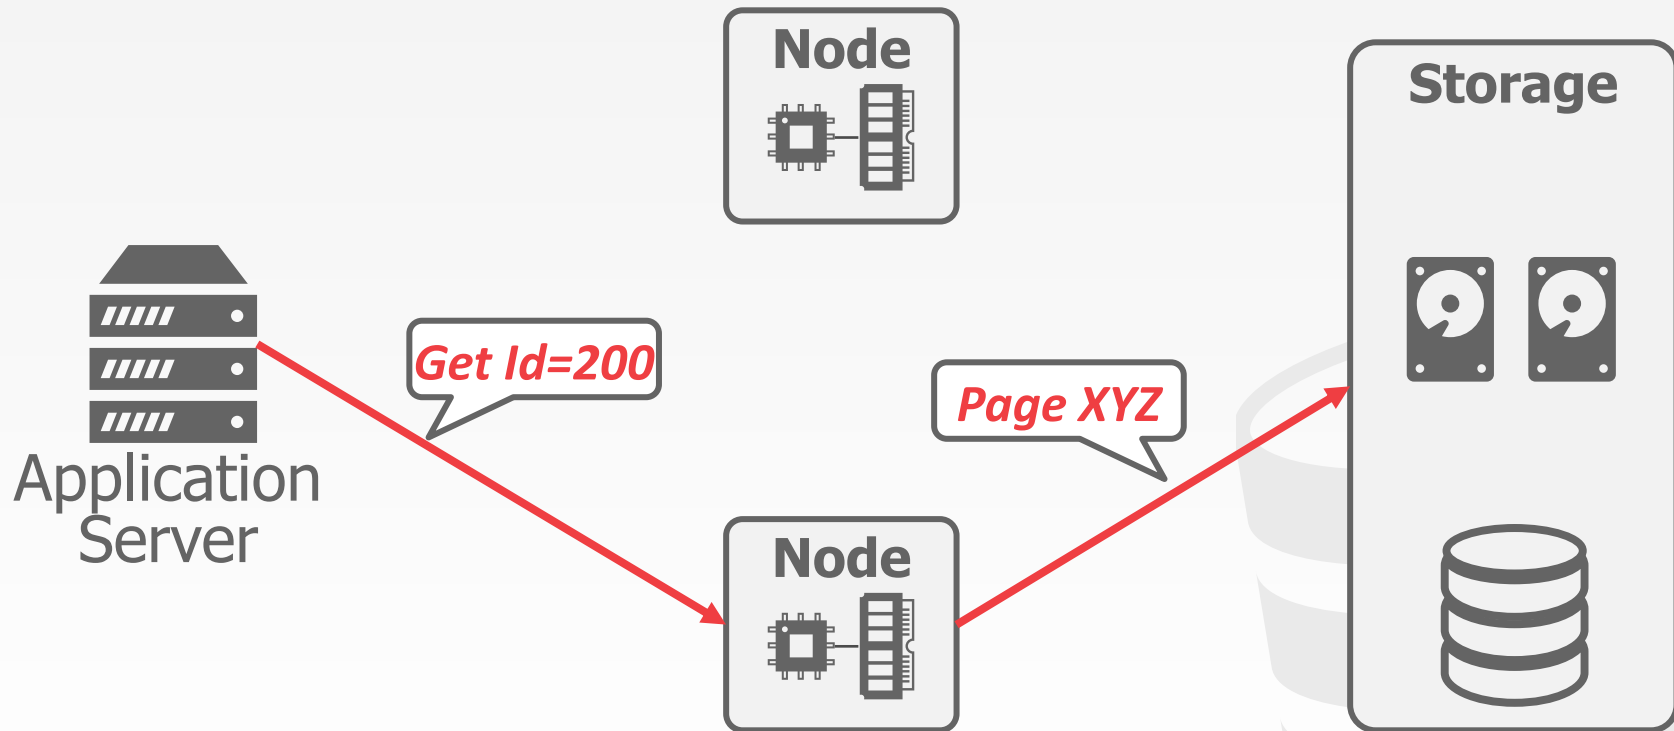 Node
Storage
Get Id=200
Page XYZ
Application
Server
Node